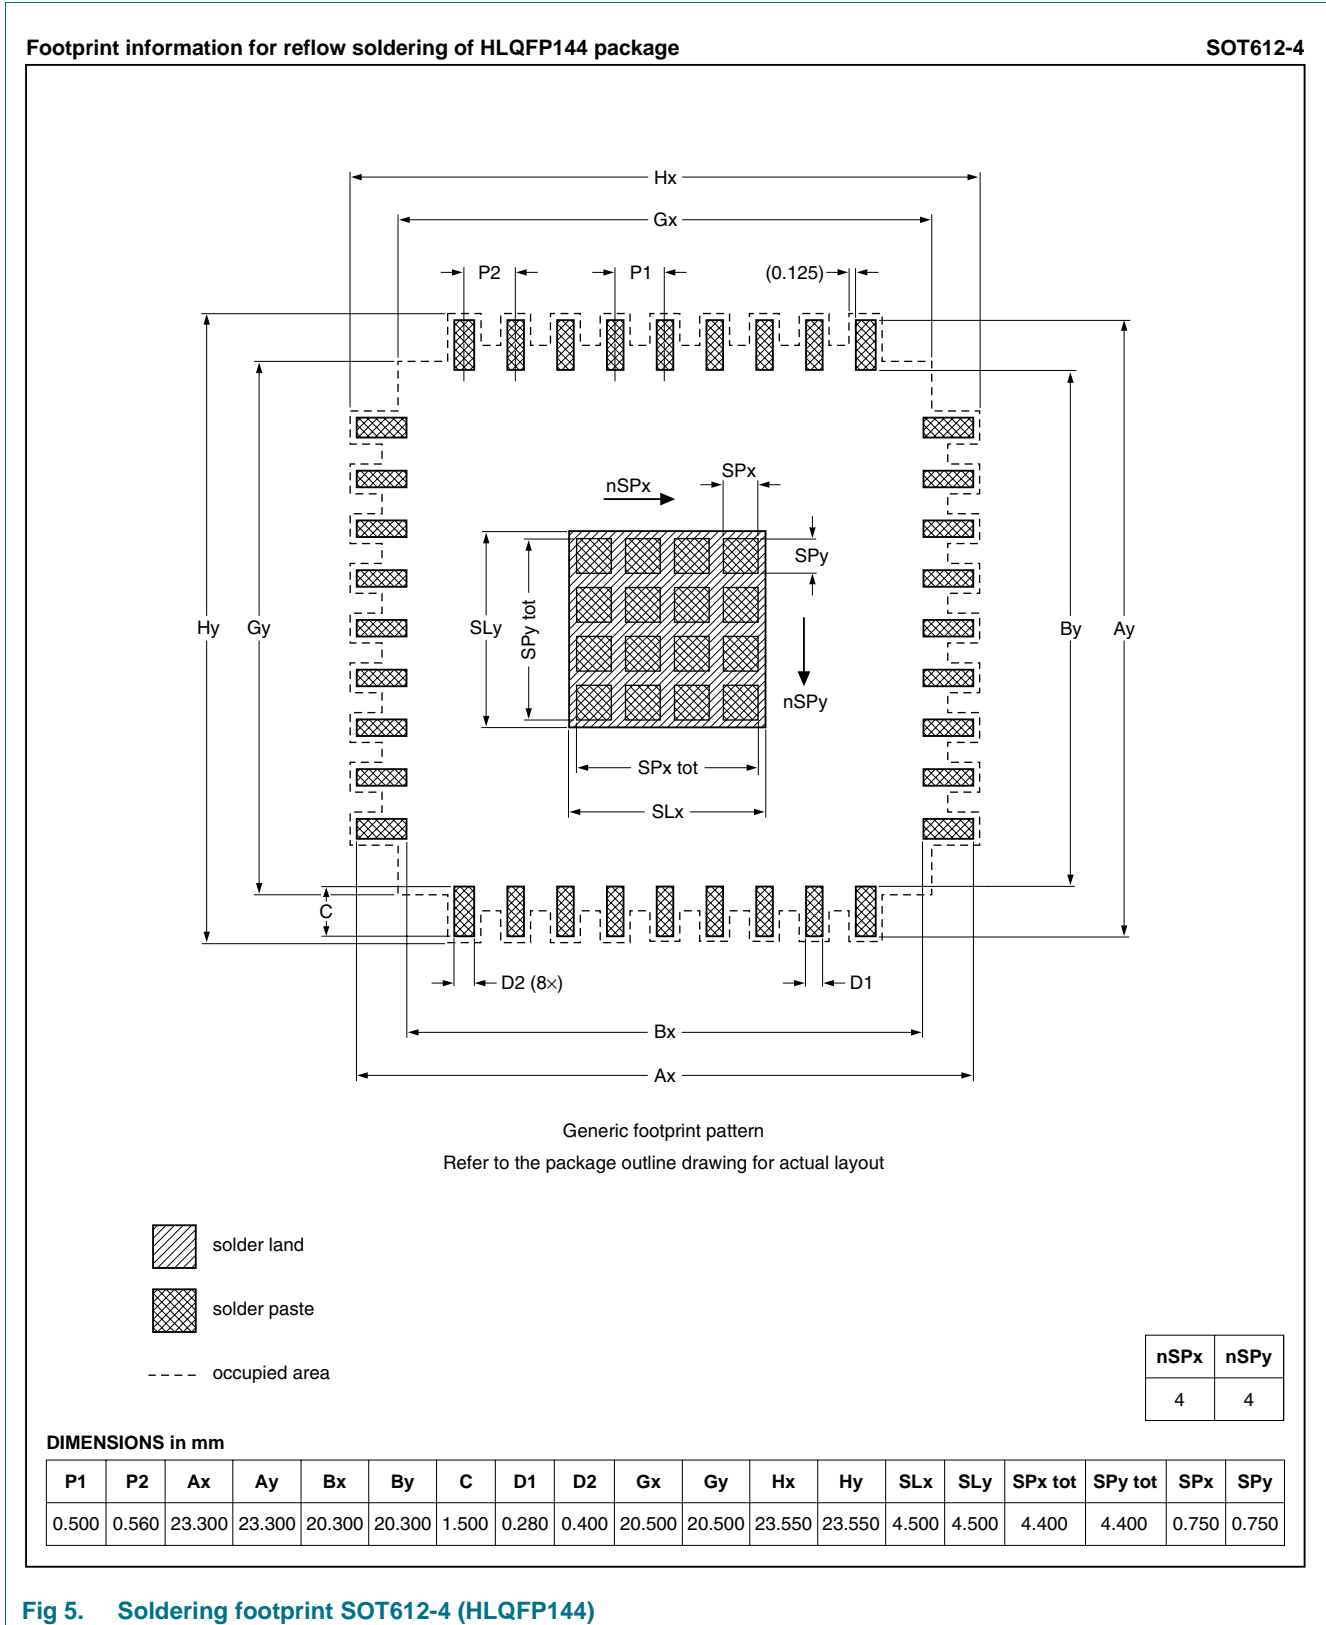 Footprint information for reflow soldering of HLQFP144 package SOT612-4
Hx
Gx
P2 P1 (0.125)
SPx
nSPx
SPy
SPy tot
SLy
Hy Gy By Ay
nSPy
SPx tot
SLx
C
D2 (8×) D1
Bx
Ax
Generic footprint pattern
Refer to the package outline drawing for actual layout
solder land
solder paste
occupied area
nSPx nSPy
4 4
DIMENSIONS in mm
P1 P2 Ax Ay Bx By C D1 D2 Gx Gy Hx Hy SLx SLy SPx tot SPy tot SPx SPy
0.500 0.560 23.300 23.300 20.300 20.300 1.500 0.280 0.400 20.500 20.500 23.550 23.550 4.500 4.500 4.400 4.400 0.750 0.750
Fig 5. Soldering footprint SOT612-4 (HLQFP144)